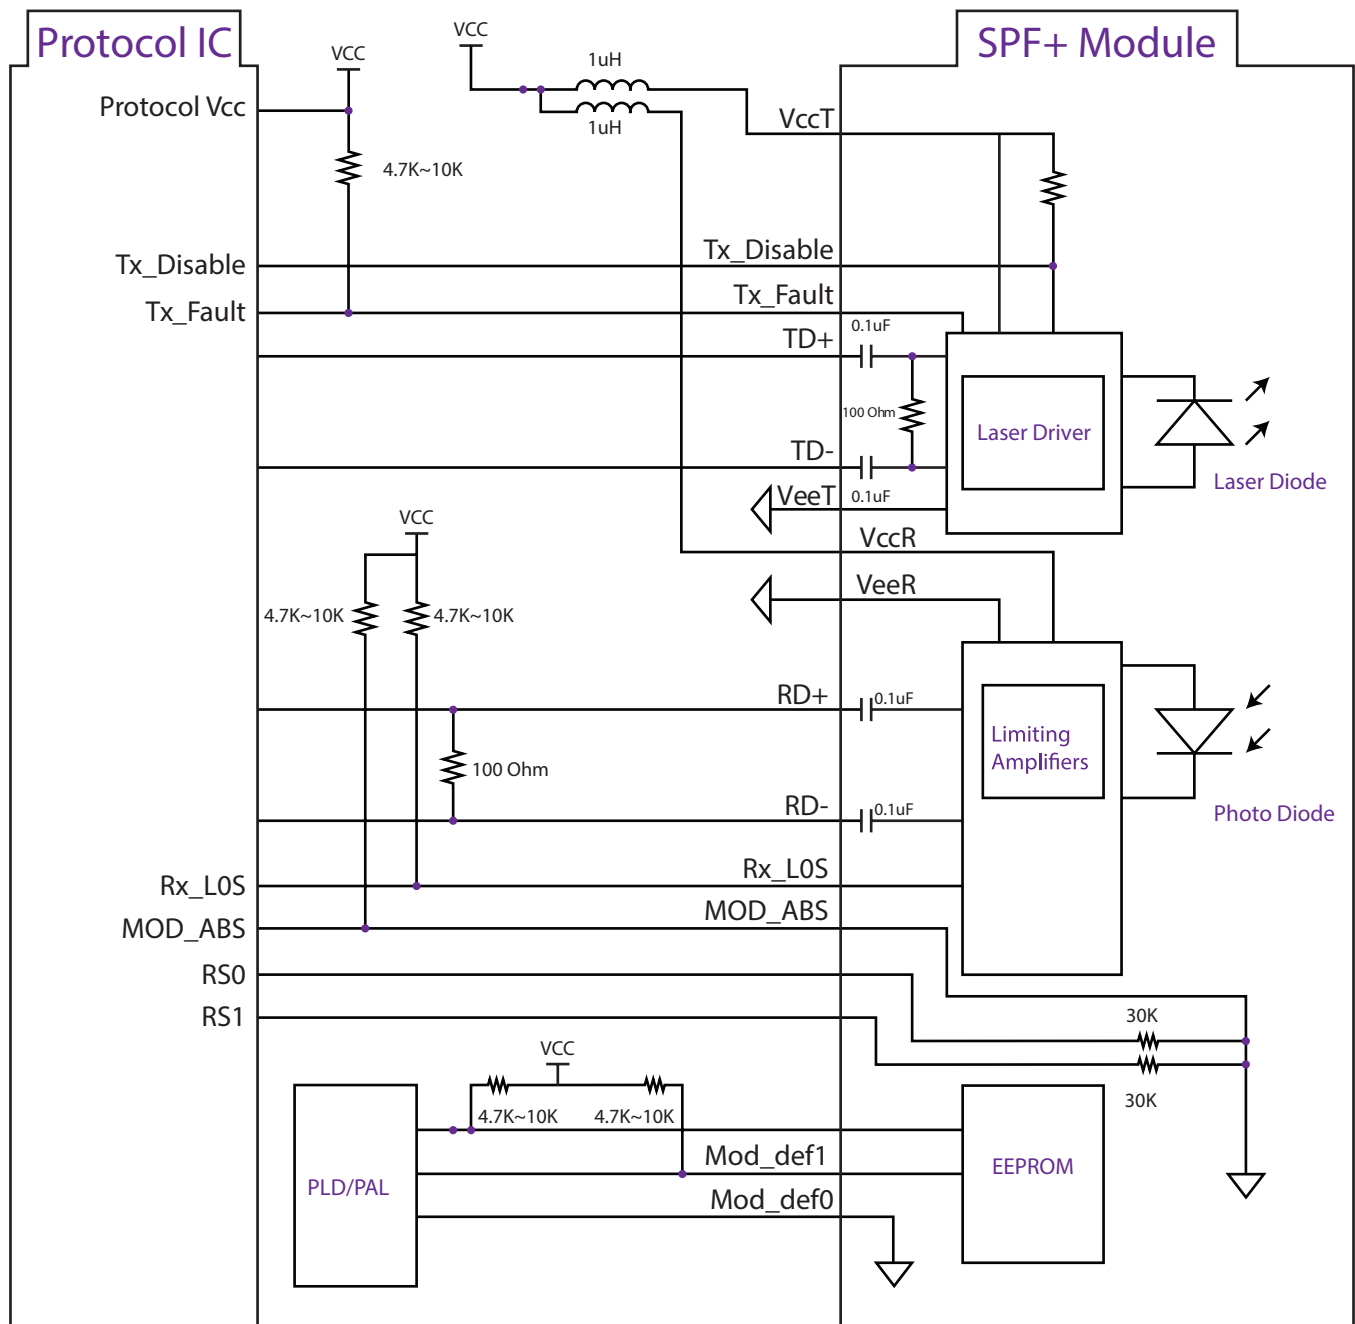 Protocol IC
SPF+ Module
VCC
VCC
1uH
1uH
Protocol Vcc
VccT
4.7K~10K
Tx_Disable
Tx_Disable
Tx_Fault
Tx_Fault
0.1uF
TD+
100 Ohm
Laser Driver
TD-
0.1uF
Laser Diode
VeeT
VCC
VccR
VeeR
4.7K~10K
4.7K~10K
RD+
0.1uF
Limiting
Amplifiers
100 Ohm
RD-
0.1uF
Photo Diode
Rx_L0S
Rx_L0S
MOD_ABS
MOD_ABS
RS0
RS1
30K
30K
VCC
4.7K~10K
4.7K~10K
Mod_def1
EEPROM
PLD/PAL
Mod_def0